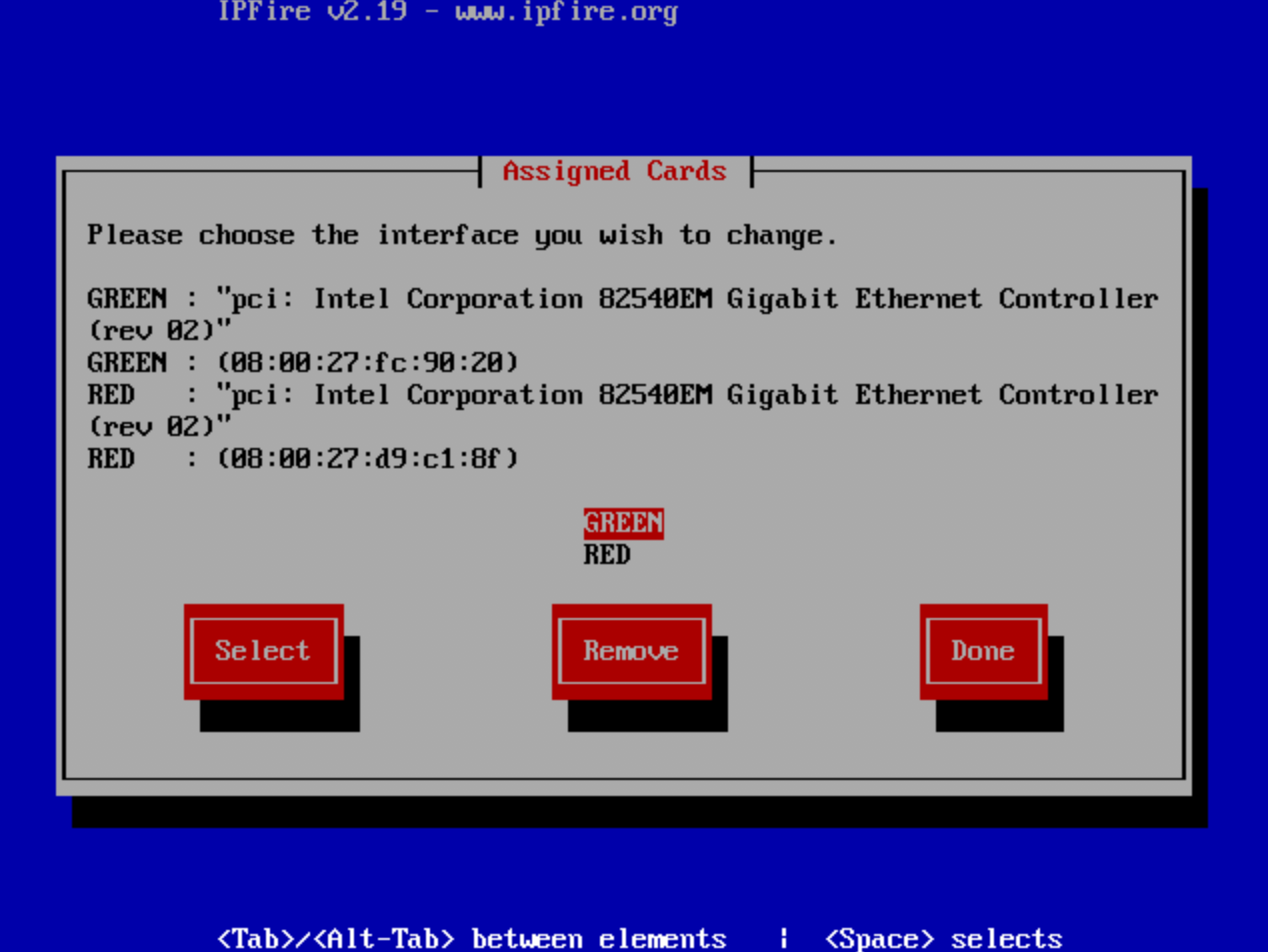 IPFire v2.19 - www.ipfire.org
Assigned Cards
Please choose the interface you wish to change.
GREEN : "pci: Intel Corporation 82540EM Gigabit Ethernet Controller
(rev 02)"
GREEN : (08:00:27:fc:90:20)
RED   : "pci: Intel Corporation 82540EM Gigabit Ethernet Controller
(rev 02)"
RED   : (08:00:27:d9:c1:8f)
GREEN
RED
Select Remove Done
<Tab>/<Alt-Tab> between elements   |  <Space> selects